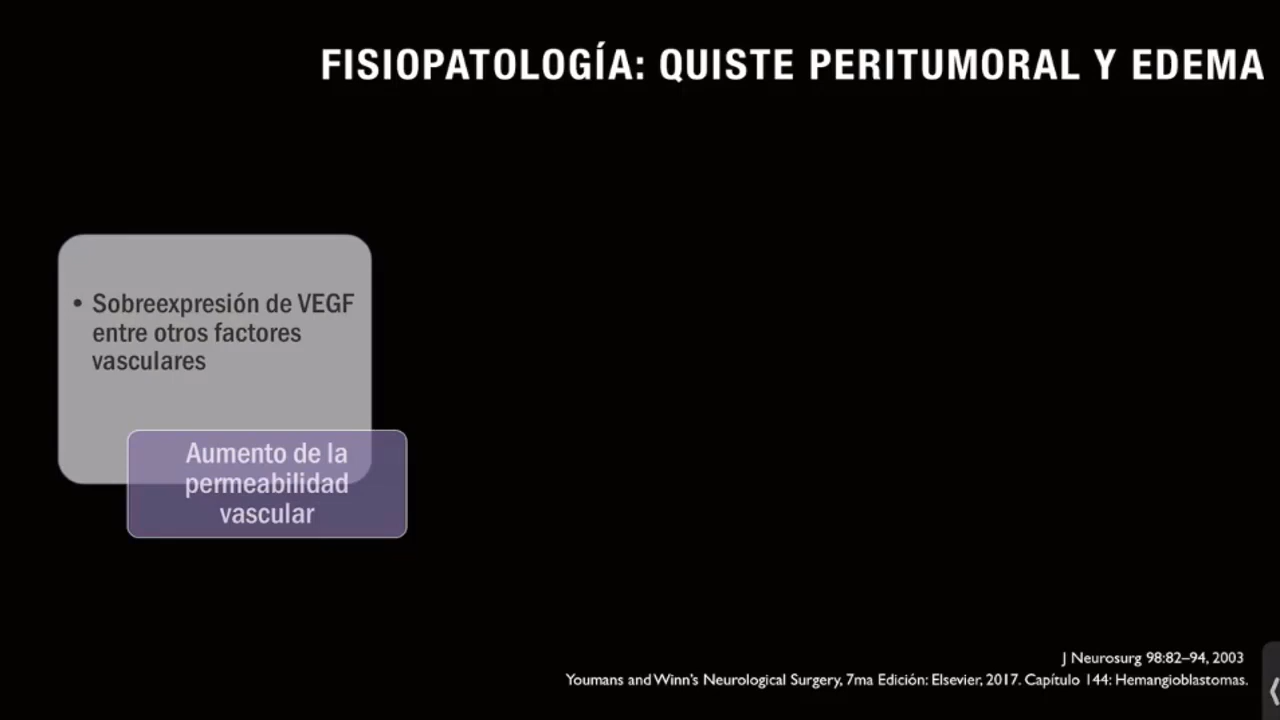 FISIOPATOLOGÍA: QUISTE PERITUMORAL Y EDEMA
• Sobreexpresión de VEGF
entre otros factores
vasculares
Aumento de la
permeabilidad
vascular
J Neurosurg 98:82–94, 2003
Youmans and Winn's Neurological Surgery, 7ma Edición: Elsevier, 2017. Capítulo 144: Hemangioblastomas.